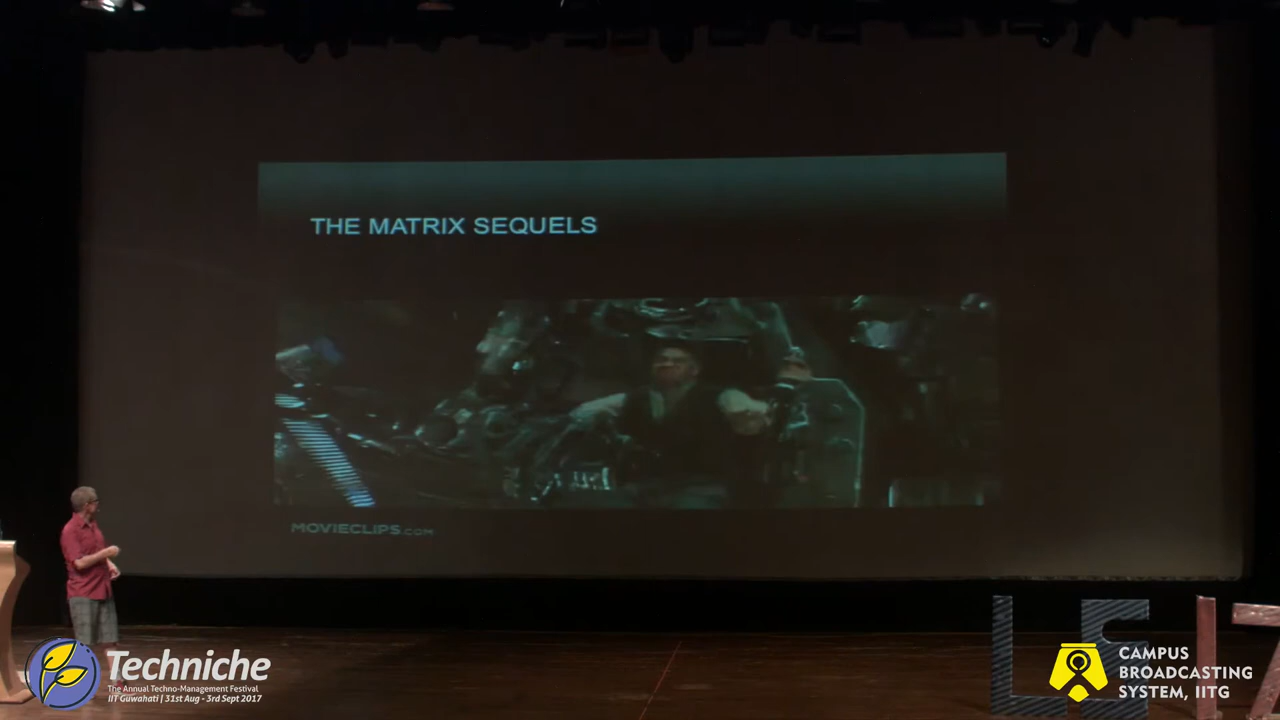 THE MATRIX SEQUELS
MOVIECLIPS.COM
LS17
Techniche
The Annual Techno-Management Festival
IIT Guwahati | 31st Aug - 3rd Sept 2017
CAMPUS
BROADCASTING
SYSTEM, IITG